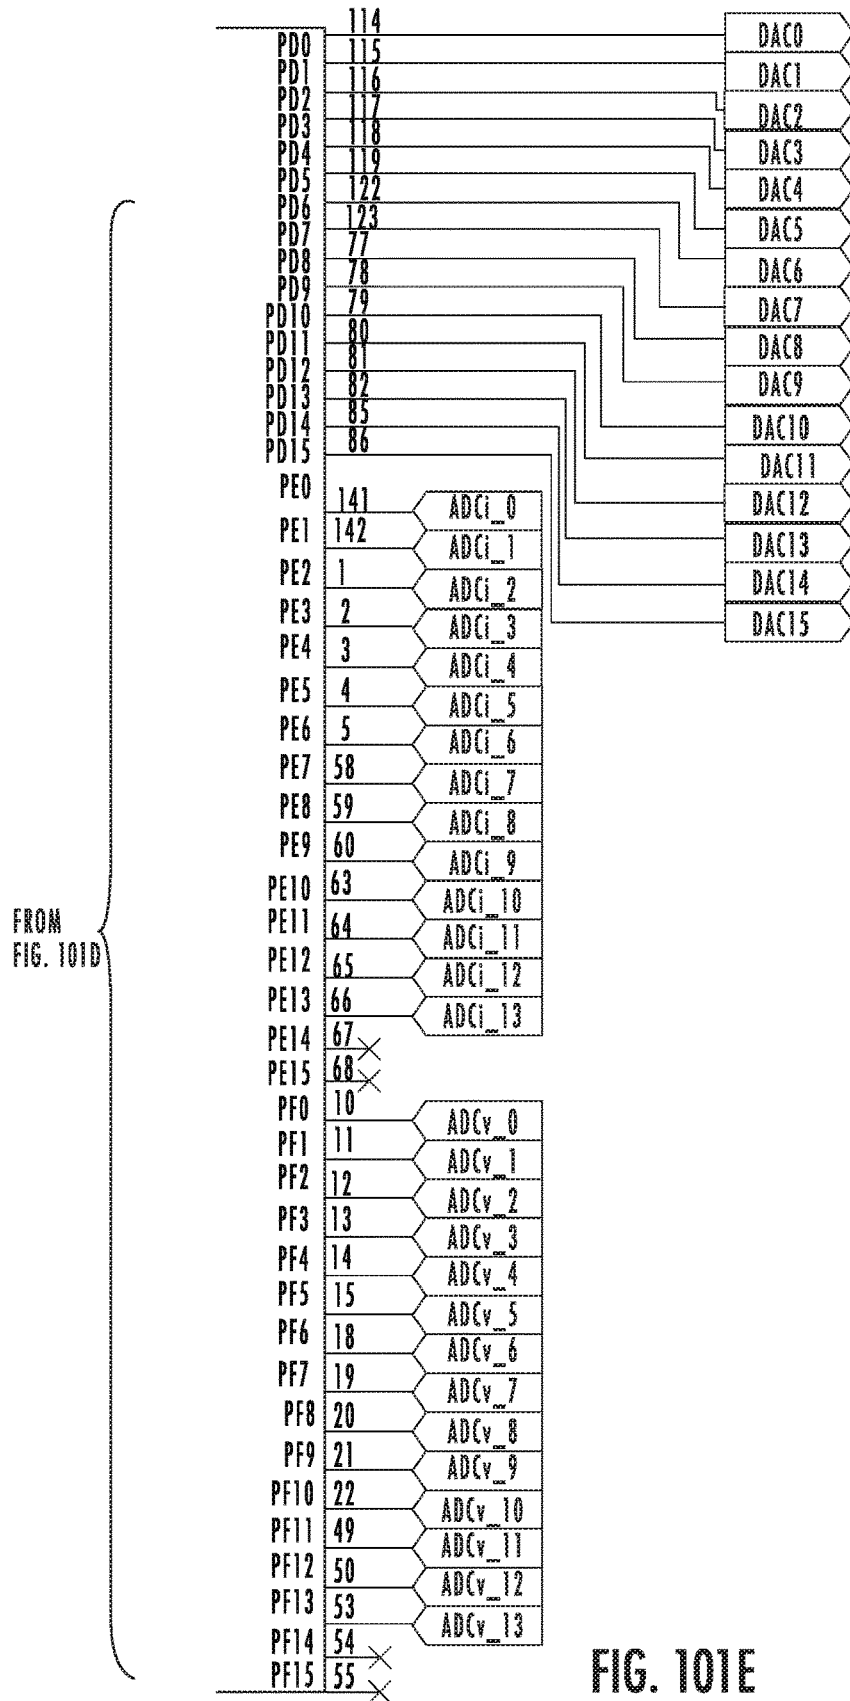 PD0 114 DAC0
PD1 115 DAC1
PD2 116 DAC2
PD3 117 DAC3
PD4 118 DAC4
PD5 119 DAC5
PD6 122 DAC6
PD7 123 DAC7
PD8 77 DAC8
PD9 78 DAC9
PD10 79 DAC10
PD11 80 DAC11
PD12 81 DAC12
PD13 82 DAC13
PD14 85 DAC14
PD15 86 DAC15
PE0 141 ADCi_0
PE1 142 ADCi_1
PE2 1 ADCi_2
PE3 2 ADCi_3
PE4 3 ADCi_4
PE5 4 ADCi_5
PE6 5 ADCi_6
PE7 58 ADCi_7
PE8 59 ADCi_8
PE9 60 ADCi_9
PE10 63 ADCi_10
PE11 64 ADCi_11
PE12 65 ADCi_12
PE13 66 ADCi_13
PE14 67
PE15 68
FROM
FIG. 101D
PF0 10 ADCv_0
PF1 11 ADCv_1
PF2 12 ADCv_2
PF3 13 ADCv_3
PF4 14 ADCv_4
PF5 15 ADCv_5
PF6 18 ADCv_6
PF7 19 ADCv_7
PF8 20 ADCv_8
PF9 21 ADCv_9
PF10 22 ADCv_10
PF11 49 ADCv_11
PF12 50 ADCv_12
PF13 53 ADCv_13
PF14 54
PF15 55
FIG. 101E